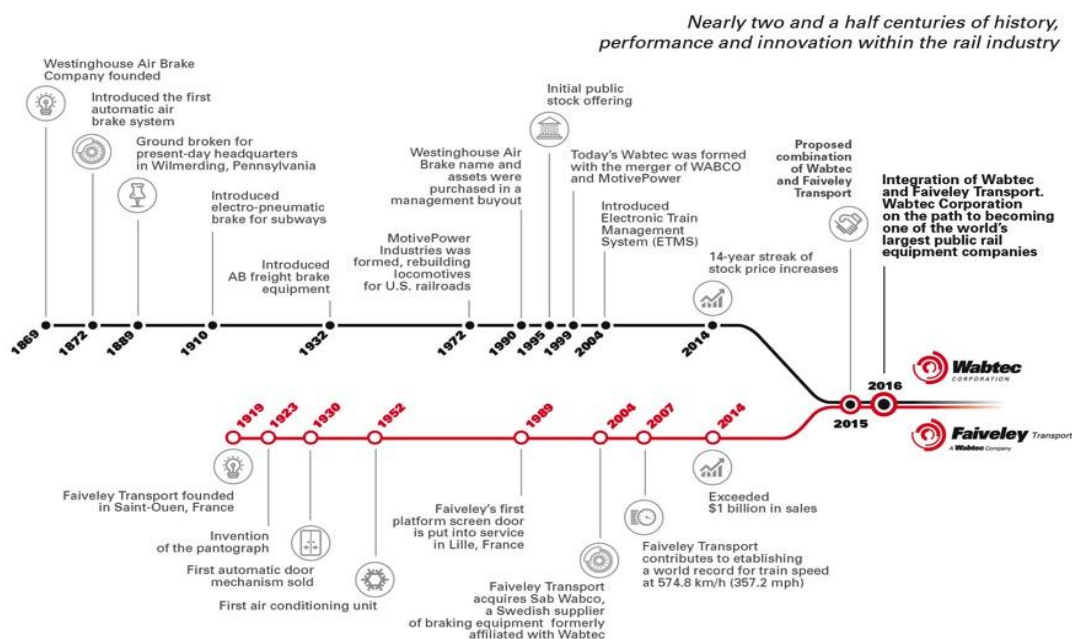 Nearly two and a half centuries of history,
performance and innovation within the rail industry
Westinghouse Air Brake
Company founded
Introduced the first
automatic air
brake system
Ground broken for
present-day headquarters
in Wilmerding, Pennsylvania
Introduced
electro-pneumatic
brake for subways
Introduced
AB freight brake
equipment
MotivePower
Industries was
formed, rebuilding
locomotives
for U.S. railroads
Westinghouse Air
Brake name and
assets were
purchased in a
management buyout
Initial public
stock offering
Today's Wabtec was formed
with the merger of WABCO
and MotivePower
Introduced
Electronic Train
Management
System (ETMS)
14-year streak of
stock price increases
Proposed
combination
of Wabtec
and Faiveley
Transport
Integration of Wabtec
and Faiveley Transport.
Wabtec Corporation
on the path to becoming
one of the world's
largest public rail
equipment companies
1869
1872
1889
1910
1932
1972
1990
1995
1999
2004
2014
2015
2016
Wabtec
CORPORATION
Faiveley Transport
A Wabtec Company
1919
1923
1930
1952
1989
2004
2007
2014
Faiveley Transport founded
in Saint-Ouen, France
Invention
of the pantograph
First automatic door
mechanism sold
First air conditioning unit
Faiveley's first
platform screen door
is put into service
in Lille, France
Faiveley Transport
acquires Sab Wabco,
a Swedish supplier
of braking equipment formerly
affiliated with Wabtec
Faiveley Transport
contributes to etablishing
a world record for train speed
at 574.8 km/h (357.2 mph)
Exceeded
$1 billion in sales